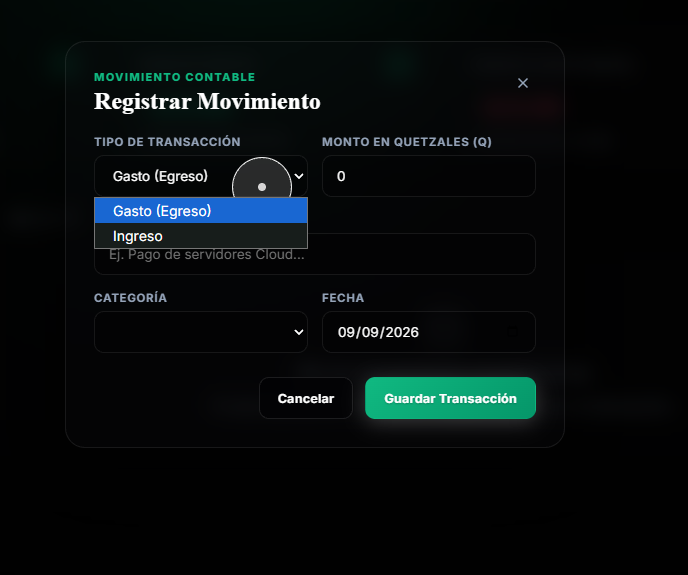 MOVIMIENTO CONTABLE
Registrar Movimiento
TIPO DE TRANSACCIÓN
MONTO EN QUETZALES (Q)
Gasto (Egreso)
0
Gasto (Egreso)
Ingreso
Ej. Pago de servidores Cloud...
CATEGORÍA
FECHA
09/09/2026
Cancelar
Guardar Transacción